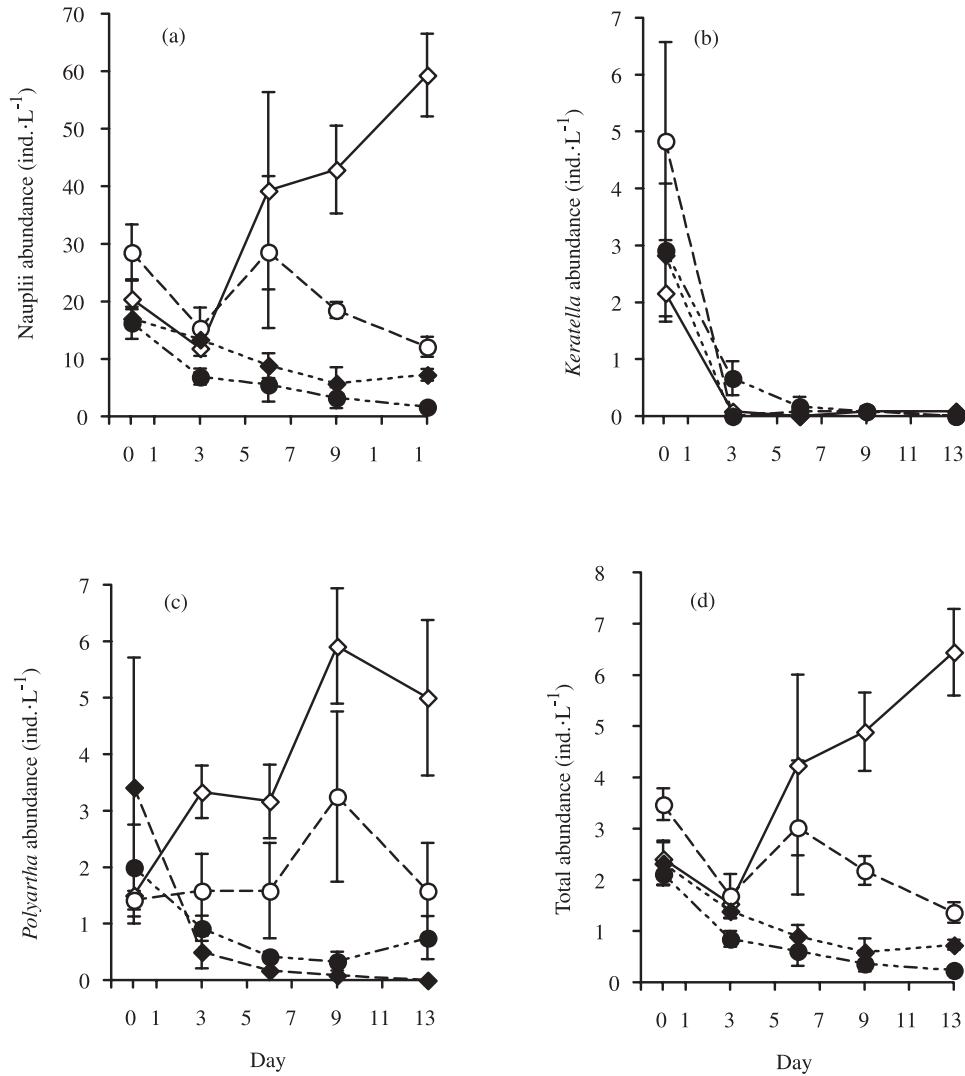 (a)
Nauplii abundance (ind.·L-1)
70
60
50
40
30
20
10
0
0 1 3 5 7 9 1 1
(b)
Keratella abundance (ind.·L-1)
7
6
5
4
3
2
1
0
0 1 3 5 7 9 11 13
(c)
Polyartha abundance (ind.·L-1)
7
6
5
4
3
2
1
0
0 1 3 5 7 9 11 13
Day
(d)
Total abundance (ind.·L-1)
8
7
6
5
4
3
2
1
0
0 1 3 5 7 9 11 13
Day